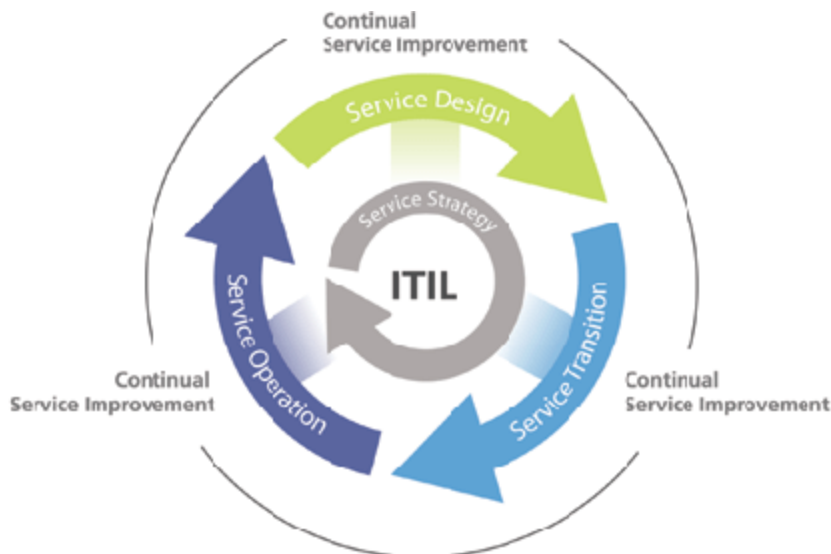 Continual
Service Improvement
Service Design
Service Strategy
ITIL
Service Operation
Service Transition
Continual
Service Improvement
Continual
Service Improvement